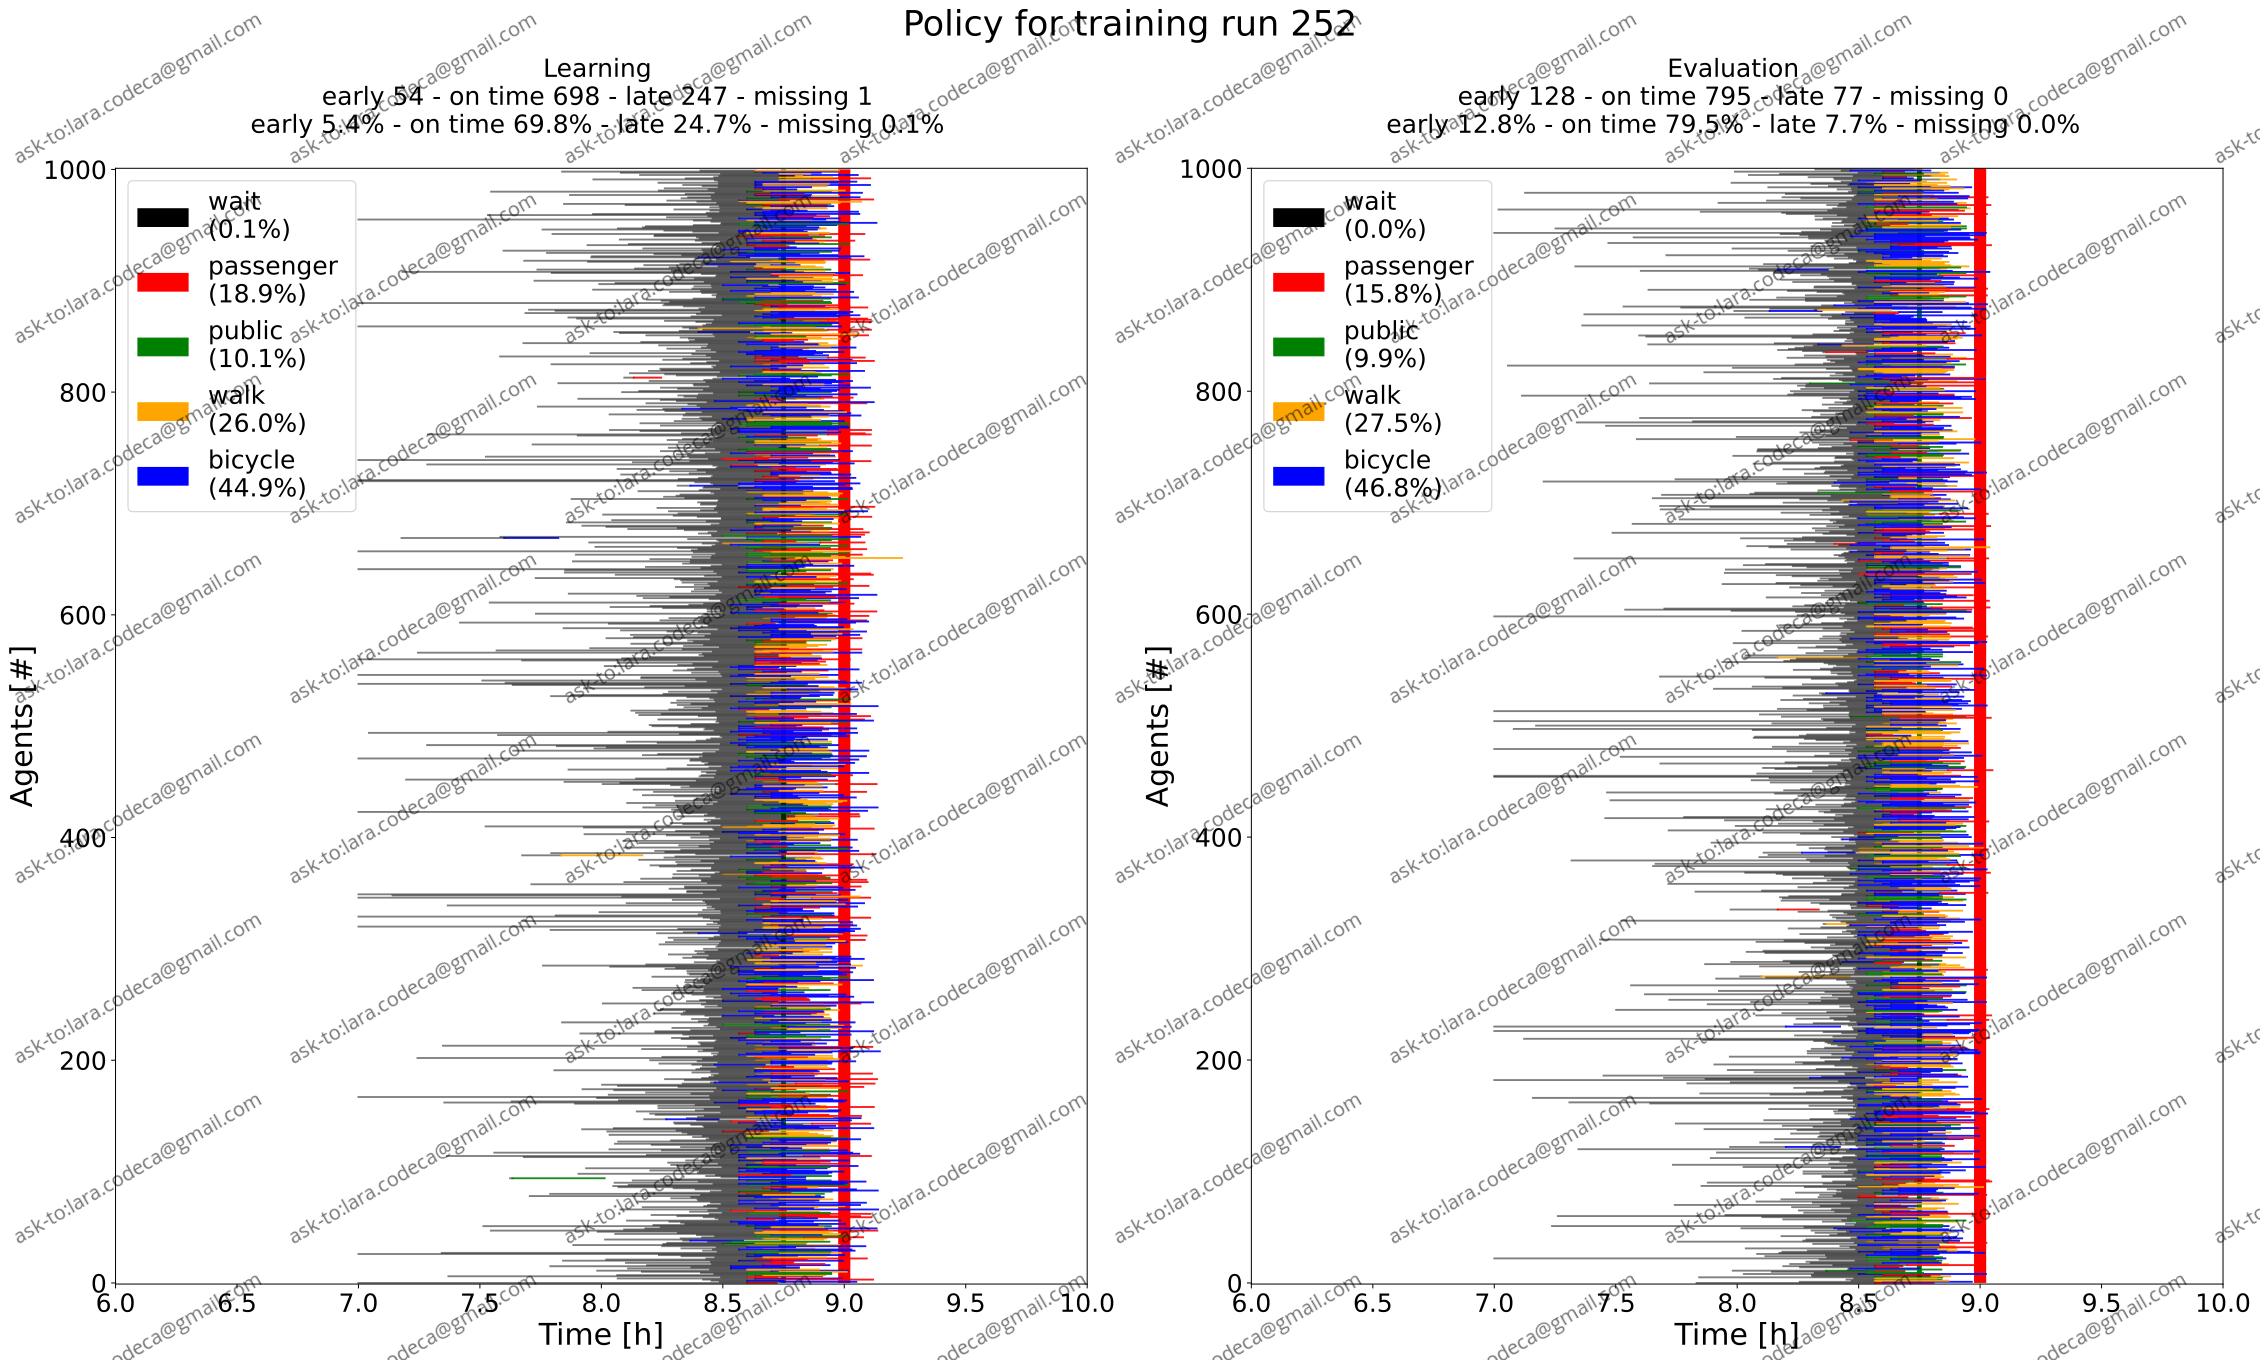 Policy for training run 252
Learning
early 54 - on time 698 - late 247 - missing 1
early 5.4% - on time 69.8% - late 24.7% - missing 0.1%
1000
800
600
400
200
0
Agents [#]
wait
(0.1%)
passenger
(18.9%)
public
(10.1%)
walk
(26.0%)
bicycle
(44.9%)
6.0 6.5 7.0 7.5 8.0 8.5 9.0 9.5 10.0
Time [h]
Evaluation
early 128 - on time 795 - late 77 - missing 0
early 12.8% - on time 79.5% - late 7.7% - missing 0.0%
1000
800
600
400
200
0
Agents [#]
wait
(0.0%)
passenger
(15.8%)
public
(9.9%)
walk
(27.5%)
bicycle
(46.8%)
6.0 6.5 7.0 7.5 8.0 8.5 9.0 9.5 10.0
Time [h]
ask-to:lara.codeca@gmail.com